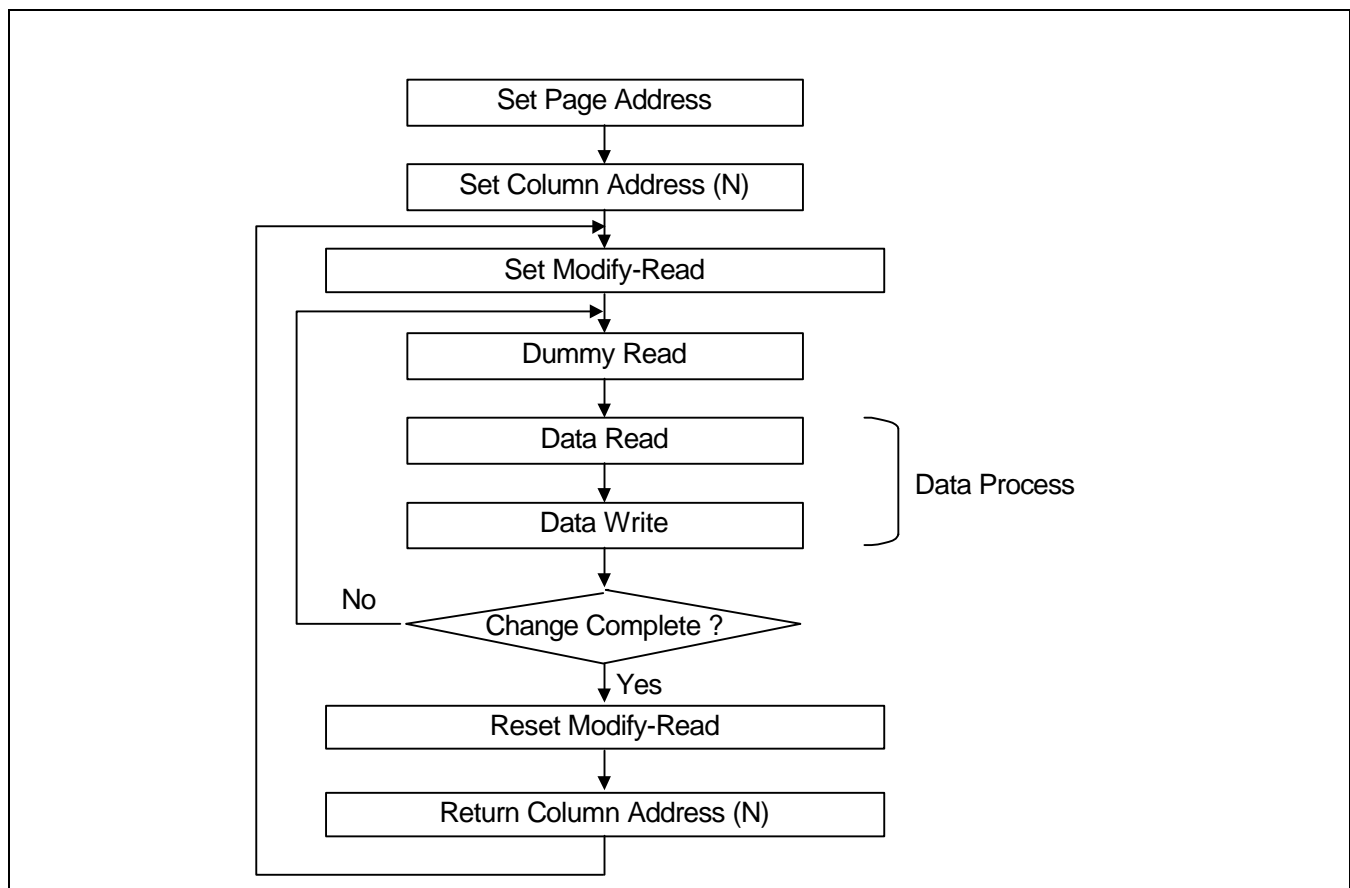 Set Page Address
Set Column Address (N)
Set Modify-Read
Dummy Read
Data Read
Data Process
Data Write
No
Change Complete ?
Yes
Reset Modify-Read
Return Column Address (N)